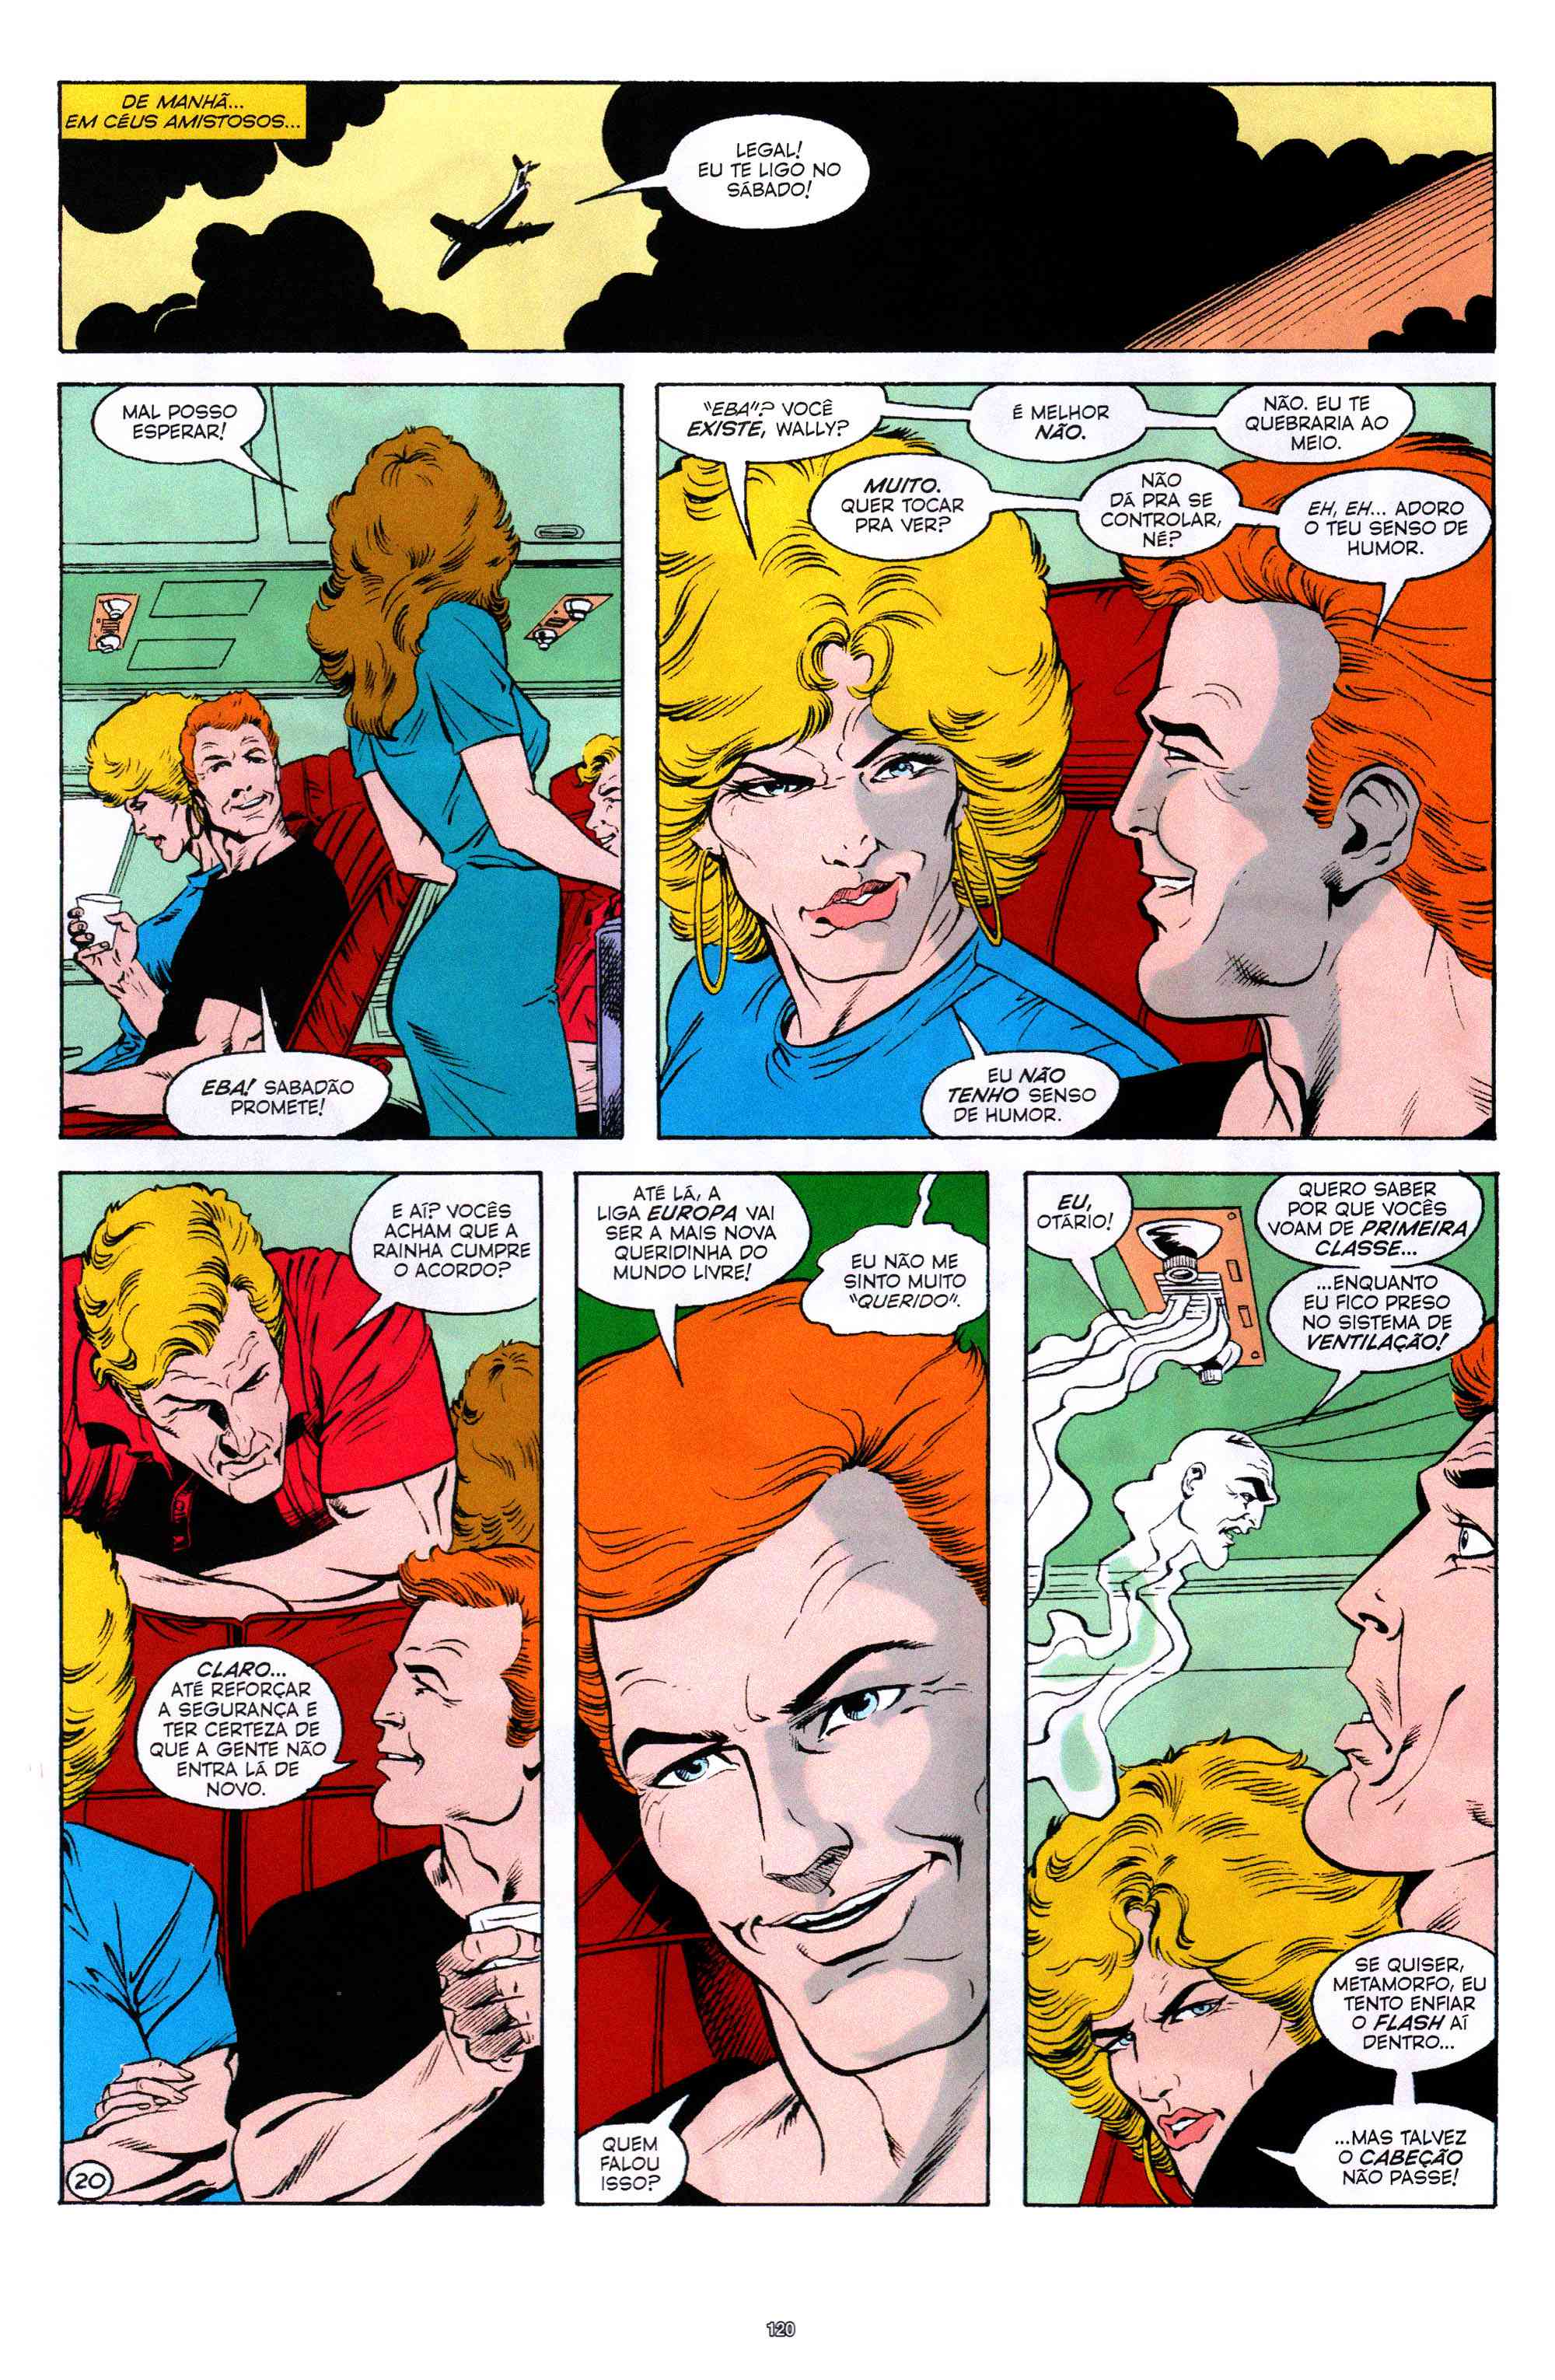 DE MANHÃ...
EM CÉUS AMISTOSOS...
LEGAL!
EU TE LIGO NO
SÁBADO!
MAL POSSO
ESPERAR!
EBA! SABADÃO
PROMETE!
"EBA"? VOCÊ
EXISTE, WALLY?
MUITO.
QUER TOCAR
PRA VER?
É MELHOR
NÃO.
NÃO
DÁ PRA SE
CONTROLAR,
NÉ?
NÃO. EU TE
QUEBRARIA AO
MEIO.
EH, EH... ADORO
O TEU SENSO DE
HUMOR.
EU NÃO
TENHO SENSO
DE HUMOR.
E AÍ? VOCÊS
ACHAM QUE A
RAINHA CUMPRE
O ACORDO?
CLARO...
ATÉ REFORÇAR
A SEGURANÇA E
TER CERTEZA DE
QUE A GENTE NÃO
ENTRA LÁ DE
NOVO.
20
ATÉ LÁ, A
LIGA EUROPA VAI
SER A MAIS NOVA
QUERIDINHA DO
MUNDO LIVRE!
EU NÃO ME
SINTO MUITO
"QUERIDO".
QUEM
FALOU
ISSO?
EU,
OTÁRIO!
QUERO SABER
POR QUE VOCÊS
VOAM DE PRIMEIRA
CLASSE...
...ENQUANTO
EU FICO PRESO
NO SISTEMA DE
VENTILAÇÃO!
SE QUISER,
METAMORFO, EU
TENTO ENFIAR
O FLASH AÍ
DENTRO...
...MAS TALVEZ
O CABEÇÃO
NÃO PASSE!
120